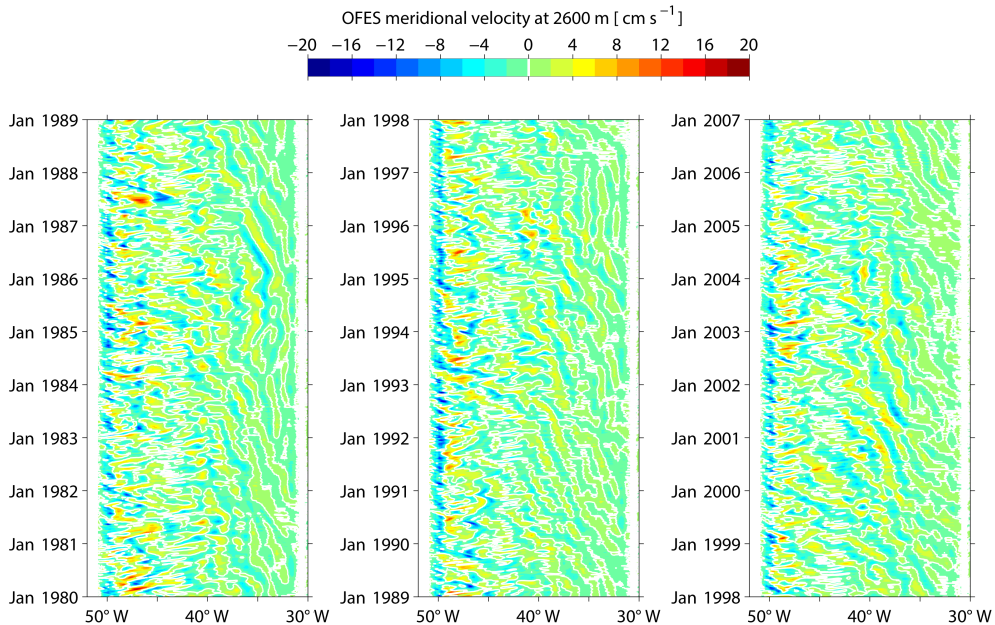 OFES meridional velocity at 2600 m [ cm s −1 ]
−20 −16 −12 −8 −4 0 4 8 12 16 20
Jan 1989
Jan 1988
Jan 1987
Jan 1986
Jan 1985
Jan 1984
Jan 1983
Jan 1982
Jan 1981
Jan 1980
50°W 40°W 30°W
Jan 1998
Jan 1997
Jan 1996
Jan 1995
Jan 1994
Jan 1993
Jan 1992
Jan 1991
Jan 1990
Jan 1989
50°W 40°W 30°W
Jan 2007
Jan 2006
Jan 2005
Jan 2004
Jan 2003
Jan 2002
Jan 2001
Jan 2000
Jan 1999
Jan 1998
50°W 40°W 30°W